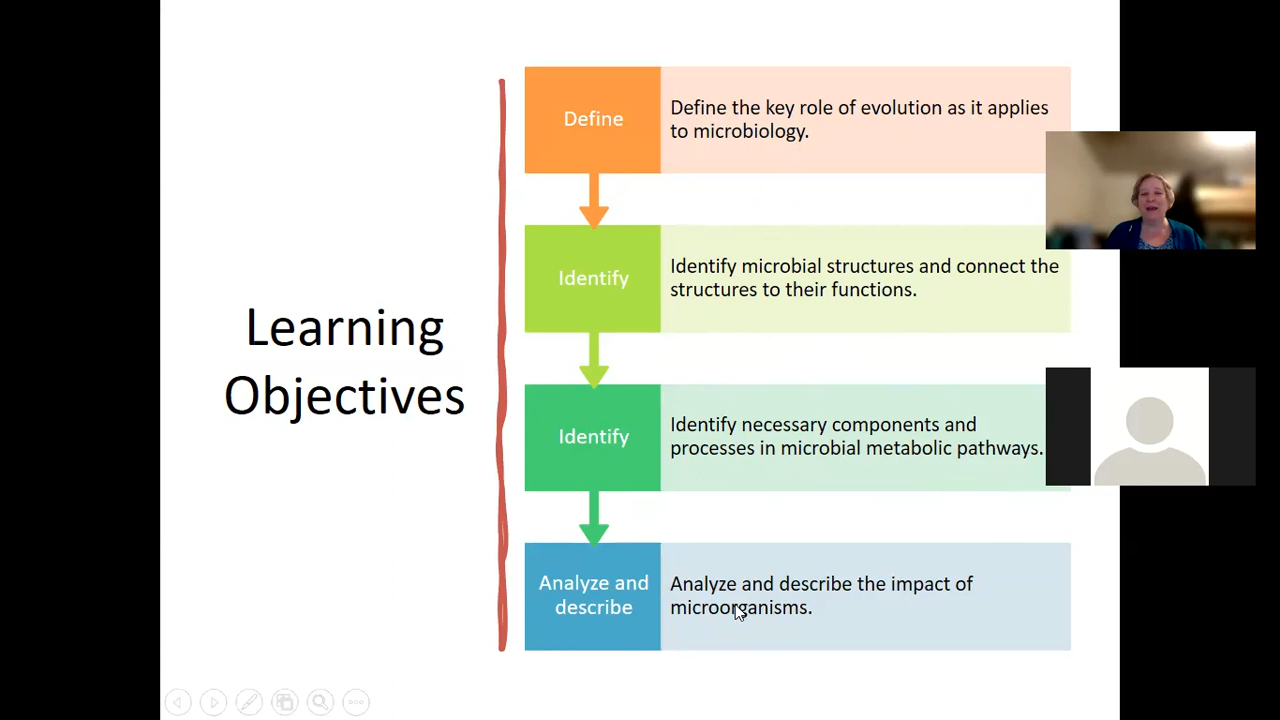 Learning
Objectives
Define
Define the key role of evolution as it applies
to microbiology.
Identify
Identify microbial structures and connect the
structures to their functions.
Identify
Identify necessary components and
processes in microbial metabolic pathways.
Analyze and
describe
Analyze and describe the impact of
microorganisms.